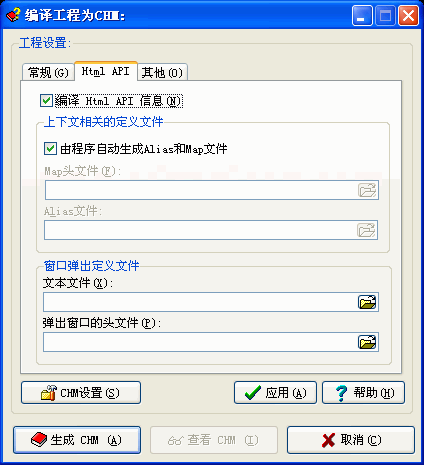 编译工程为CHM:
工程设置:
常规(G) Html API 其他(O)
编译 Html API 信息(N)
上下文相关的定义文件
由程序自动生成Alias和Map文件
Map头文件(F):
Alias文件:
窗口弹出定义文件
文本文件(X):
弹出窗口的头文件(P):
CHM设置(S) 应用(A) 帮助(H)
生成 CHM (A) 查看 CHM (I) 取消(C)